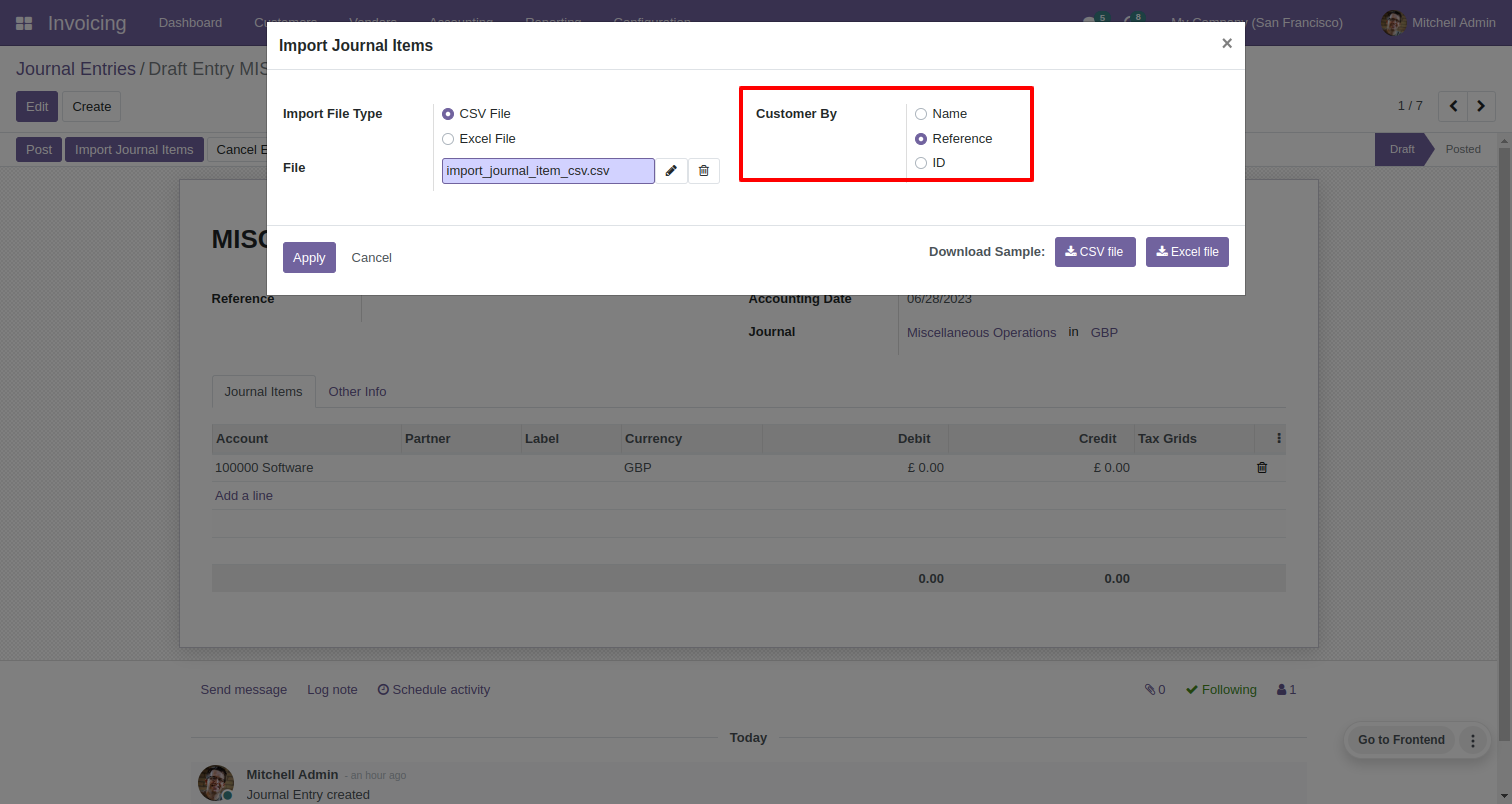 Invoicing Dashboard Customers Vendors Accounting Reporting Configuration 5 8 My Company (San Francisco) Mitchell Admin
Import Journal Items ×
Journal Entries / Draft Entry MIS
Edit Create 1 / 7
Post Import Journal Items Cancel E Draft Posted
Import File Type CSV File
Excel File
File import_journal_item_csv.csv
Customer By Name
Reference
ID
Apply Cancel Download Sample: CSV file Excel file
MISC
Reference Accounting Date 06/28/2023
Journal Miscellaneous Operations in GBP
Journal Items Other Info
Account Partner Label Currency Debit Credit Tax Grids
100000 Software GBP £ 0.00 £ 0.00
Add a line
0.00 0.00
Send message Log note Schedule activity 0 Following 1
Today
Go to Frontend
Mitchell Admin - an hour ago
Journal Entry created